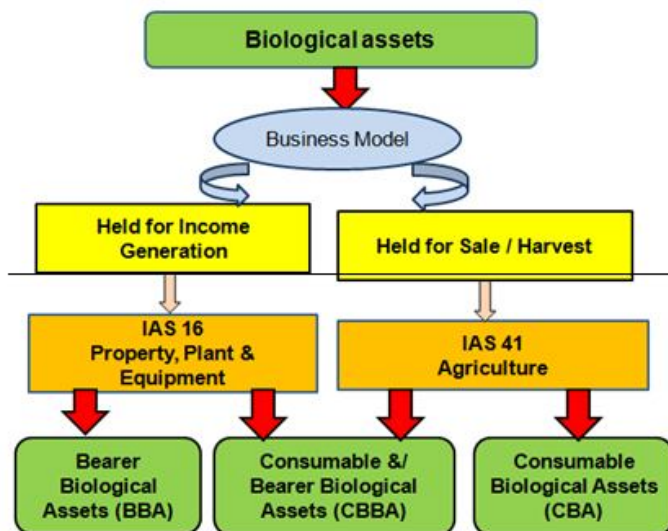 Biological assets
Business Model
Held for Income
Generation
Held for Sale / Harvest
IAS 16
Property, Plant &
Equipment
IAS 41
Agriculture
Bearer
Biological
Assets (BBA)
Consumable &/
Bearer Biological
Assets (CBBA)
Consumable
Biological Assets
(CBA)